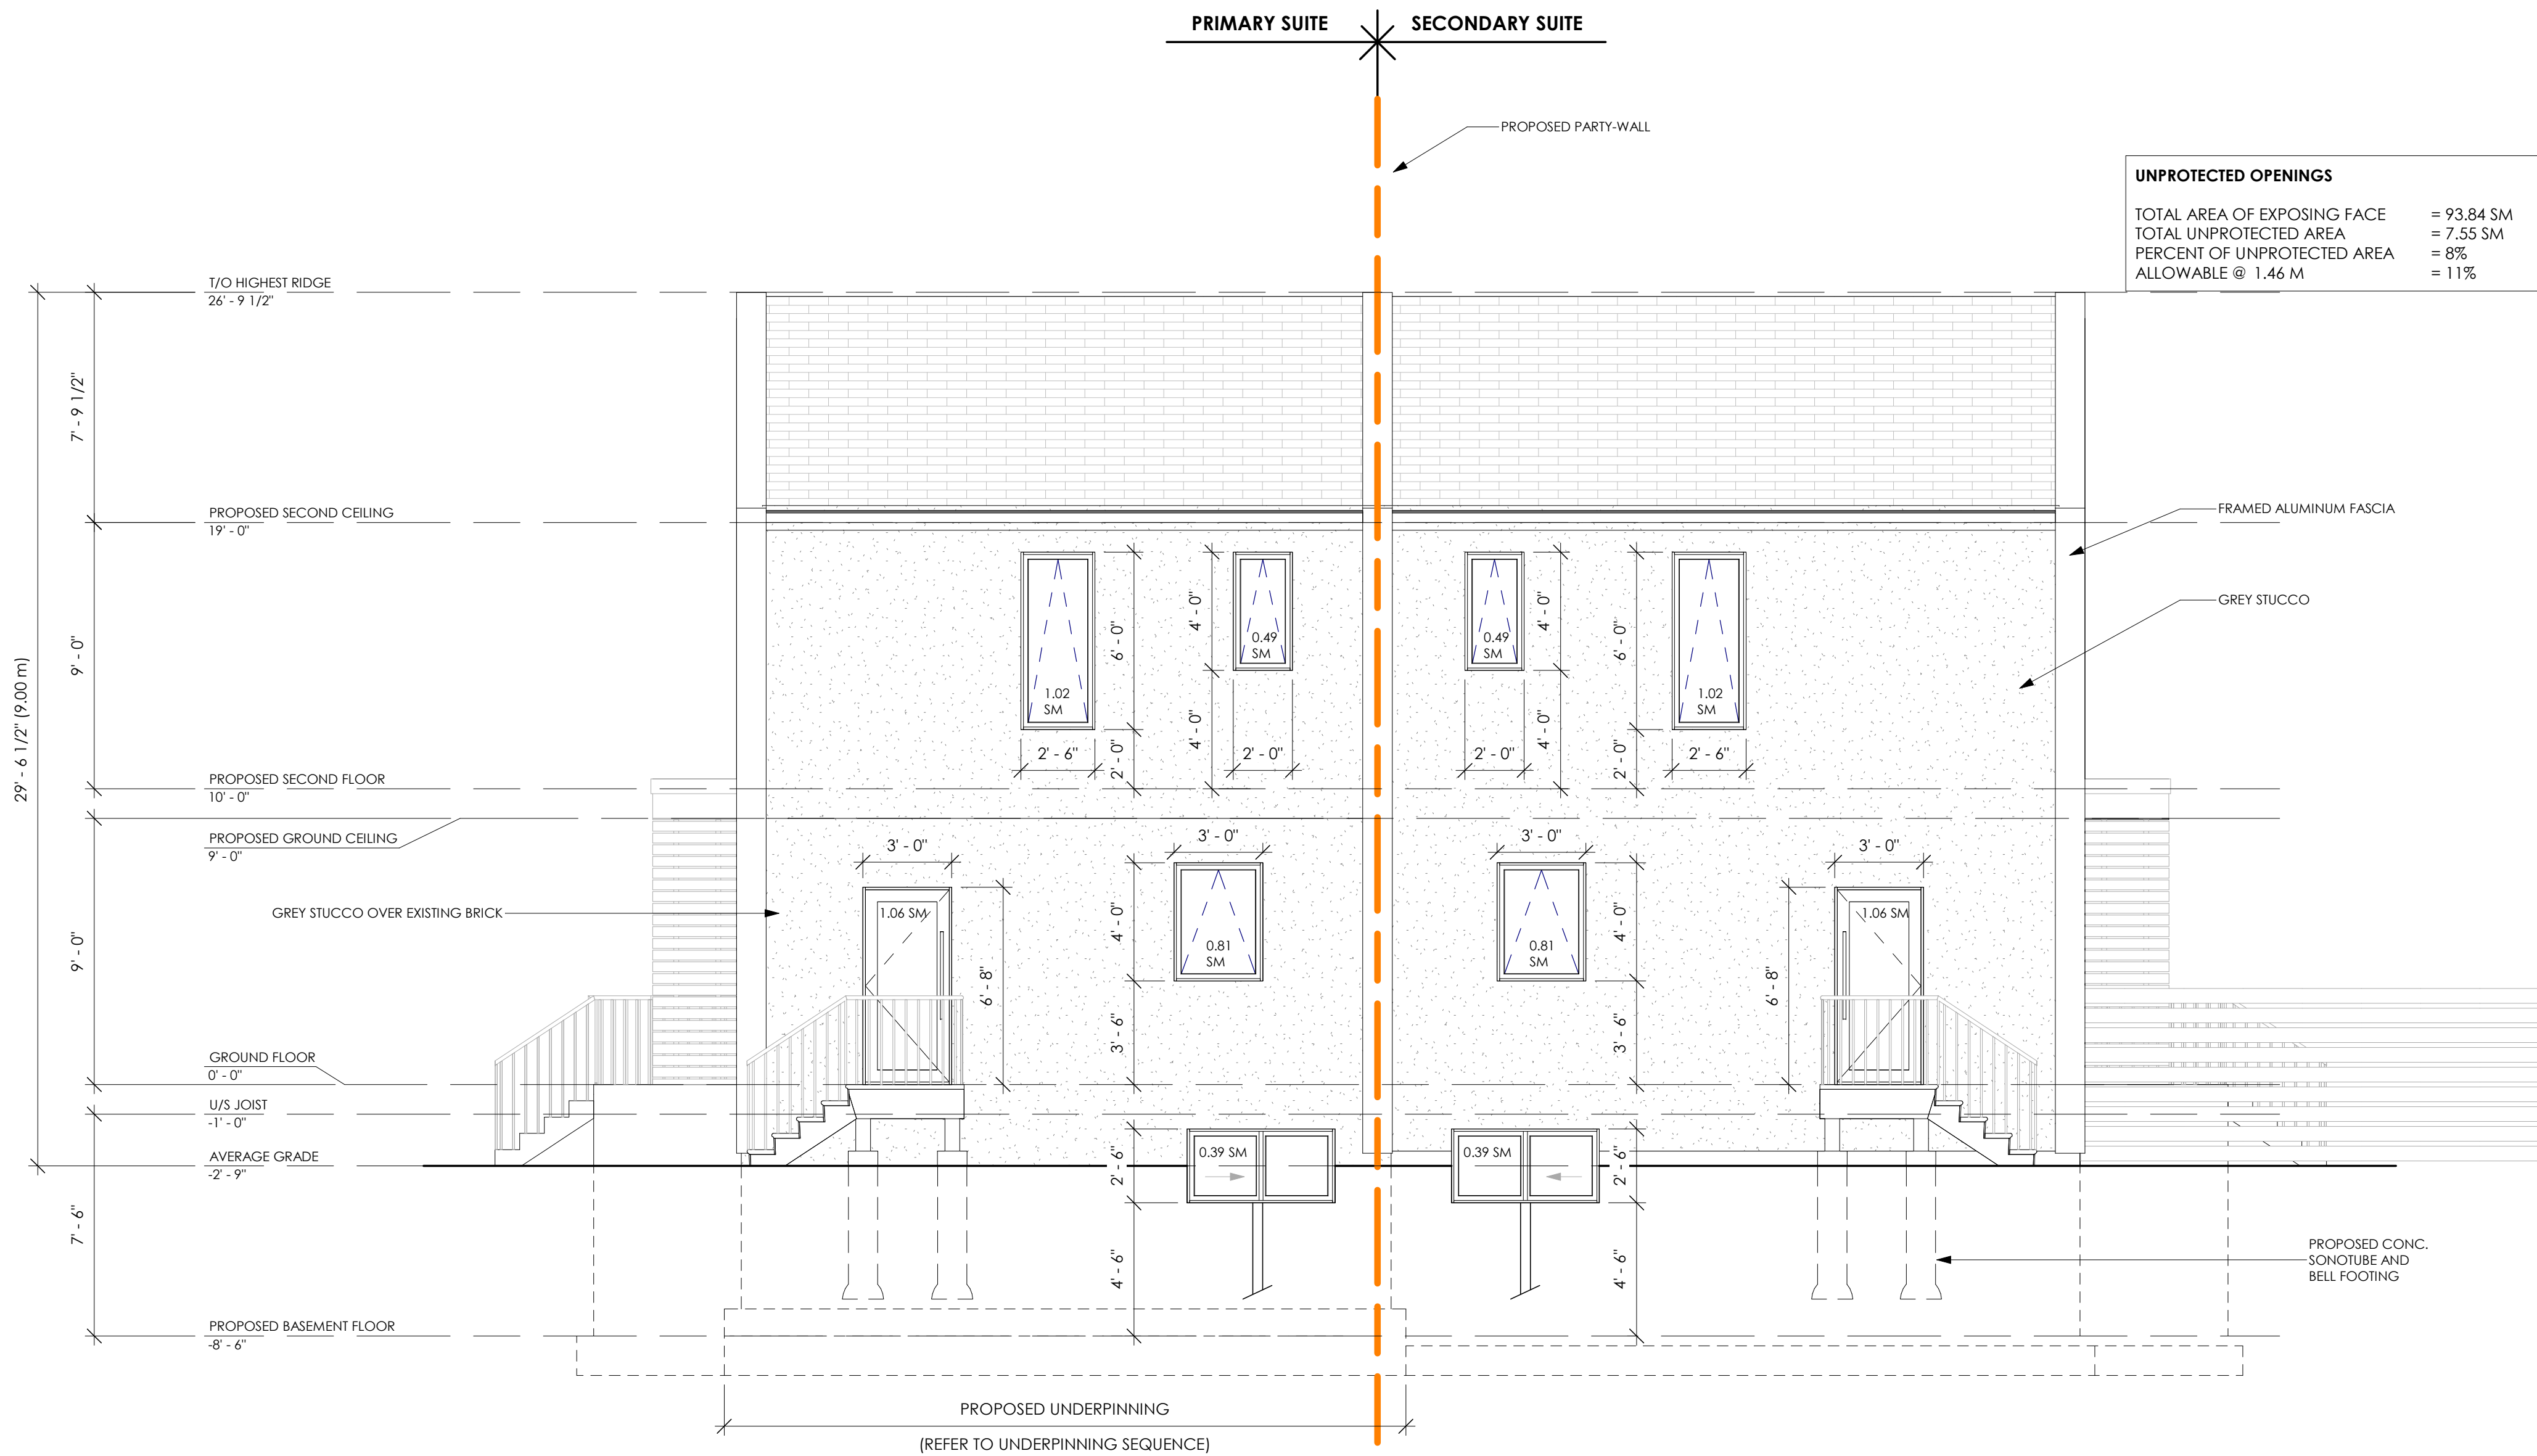 PRIMARY SUITE
SECONDARY SUITE
PROPOSED PARTY-WALL
UNPROTECTED OPENINGS
TOTAL AREA OF EXPOSING FACE = 93.84 SM
TOTAL UNPROTECTED AREA = 7.55 SM
PERCENT OF UNPROTECTED AREA = 8%
ALLOWABLE @ 1.46 M = 11%
T/O HIGHEST RIDGE
26' - 9 1/2"
7' - 9 1/2"
PROPOSED SECOND CEILING
19' - 0"
FRAMED ALUMINUM FASCIA
GREY STUCCO
29' - 6 1/2" (9.00 m)
9' - 0"
1.02
SM
6' - 0"
2' - 6"
2' - 0"
4' - 0"
0.49
SM
4' - 0"
2' - 0"
0.49
SM
4' - 0"
2' - 0"
4' - 0"
6' - 0"
1.02
SM
2' - 0"
2' - 6"
PROPOSED SECOND FLOOR
10' - 0"
PROPOSED GROUND CEILING
9' - 0"
3' - 0"
3' - 0"
3' - 0"
3' - 0"
GREY STUCCO OVER EXISTING BRICK
9' - 0"
1.06 SM
6' - 8"
4' - 0"
0.81
SM
3' - 6"
0.81
SM
4' - 0"
3' - 6"
6' - 8"
1.06 SM
GROUND FLOOR
0' - 0"
U/S JOIST
-1' - 0"
AVERAGE GRADE
-2' - 9"
2' - 6"
0.39 SM
0.39 SM
2' - 6"
7' - 6"
4' - 6"
4' - 6"
PROPOSED CONC.
SONOTUBE AND
BELL FOOTING
PROPOSED BASEMENT FLOOR
-8' - 6"
PROPOSED UNDERPINNING
(REFER TO UNDERPINNING SEQUENCE)